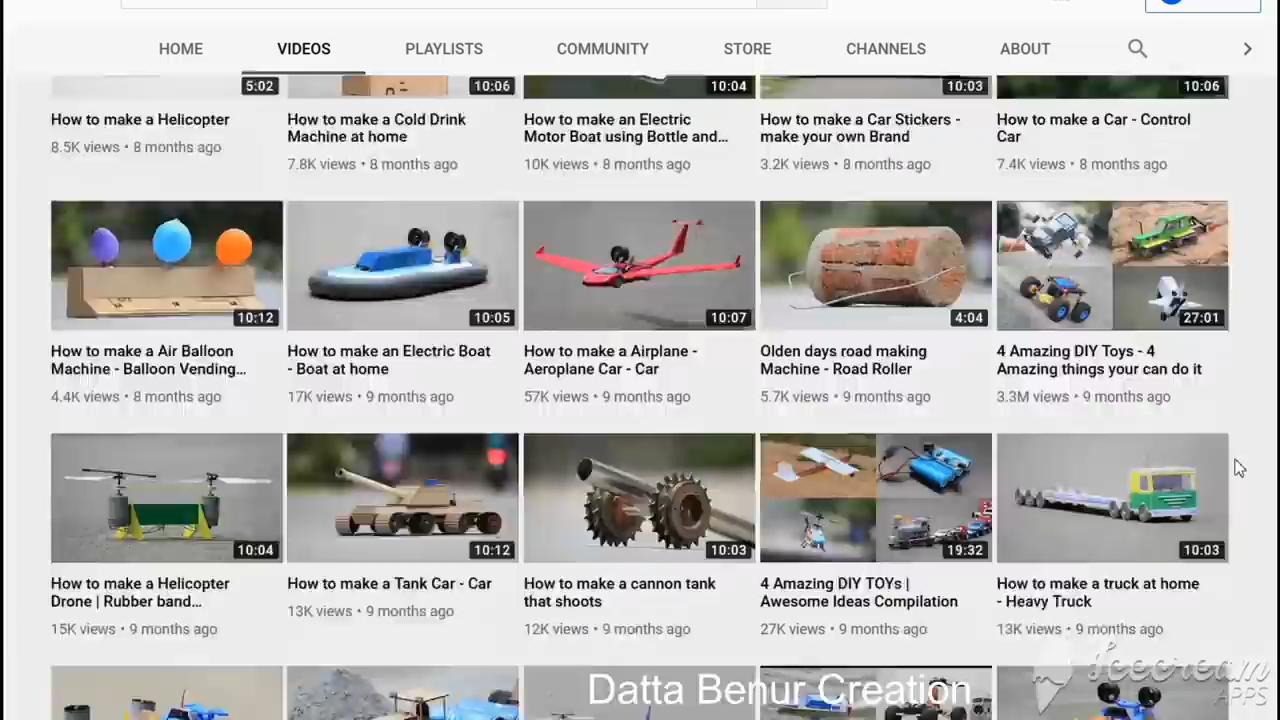 HOME VIDEOS PLAYLISTS COMMUNITY STORE CHANNELS ABOUT
5:02 10:06 10:04 10:03 10:06
How to make a Helicopter
8.5K views • 8 months ago
How to make a Cold Drink
Machine at home
7.8K views • 8 months ago
How to make an Electric
Motor Boat using Bottle and...
10K views • 8 months ago
How to make a Car Stickers -
make your own Brand
3.2K views • 8 months ago
How to make a Car - Control
Car
7.4K views • 8 months ago
10:12 10:05 10:07 4:04 27:01
How to make a Air Balloon
Machine - Balloon Vending...
4.4K views • 8 months ago
How to make an Electric Boat
- Boat at home
17K views • 9 months ago
How to make a Airplane -
Aeroplane Car - Car
57K views • 9 months ago
Olden days road making
Machine - Road Roller
5.7K views • 9 months ago
4 Amazing DIY Toys - 4
Amazing things your can do it
3.3M views • 9 months ago
10:04 10:12 10:03 19:32 10:03
How to make a Helicopter
Drone | Rubber band...
15K views • 9 months ago
How to make a Tank Car - Car
13K views • 9 months ago
How to make a cannon tank
that shoots
12K views • 9 months ago
4 Amazing DIY TOYs |
Awesome Ideas Compilation
27K views • 9 months ago
How to make a truck at home
- Heavy Truck
13K views • 9 months ago
Datta Benur Creation
Icecream
APPS